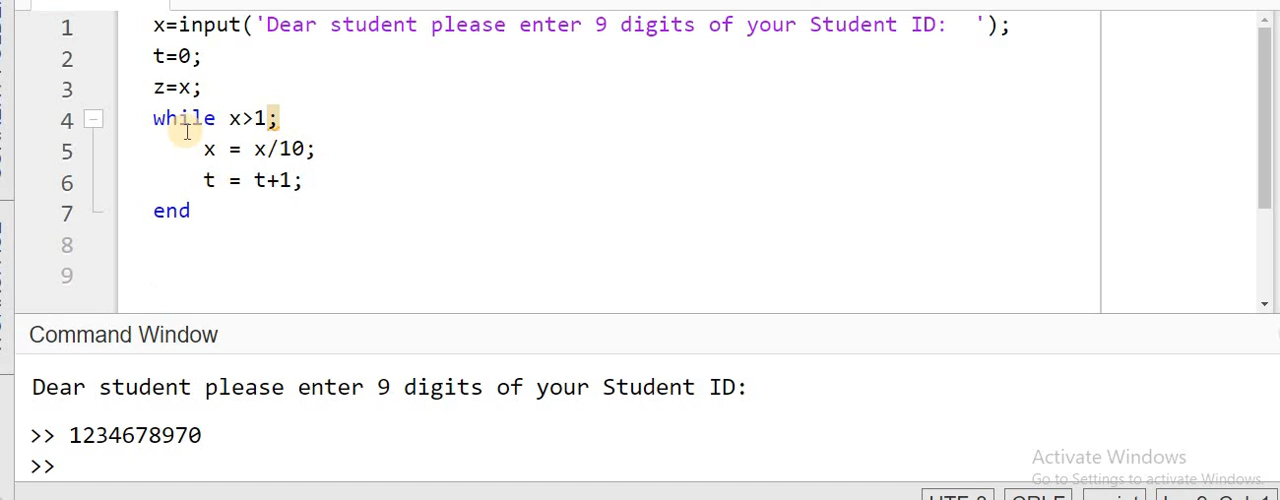 1 x=input('Dear student please enter 9 digits of your Student ID:  ');
2 t=0;
3 z=x;
4 while x>1;
5 x = x/10;
6 t = t+1;
7 end
8
9
Command Window
Dear student please enter 9 digits of your Student ID:
>> 1234678970
>>
Activate Windows
Go to Settings to activate Windows.